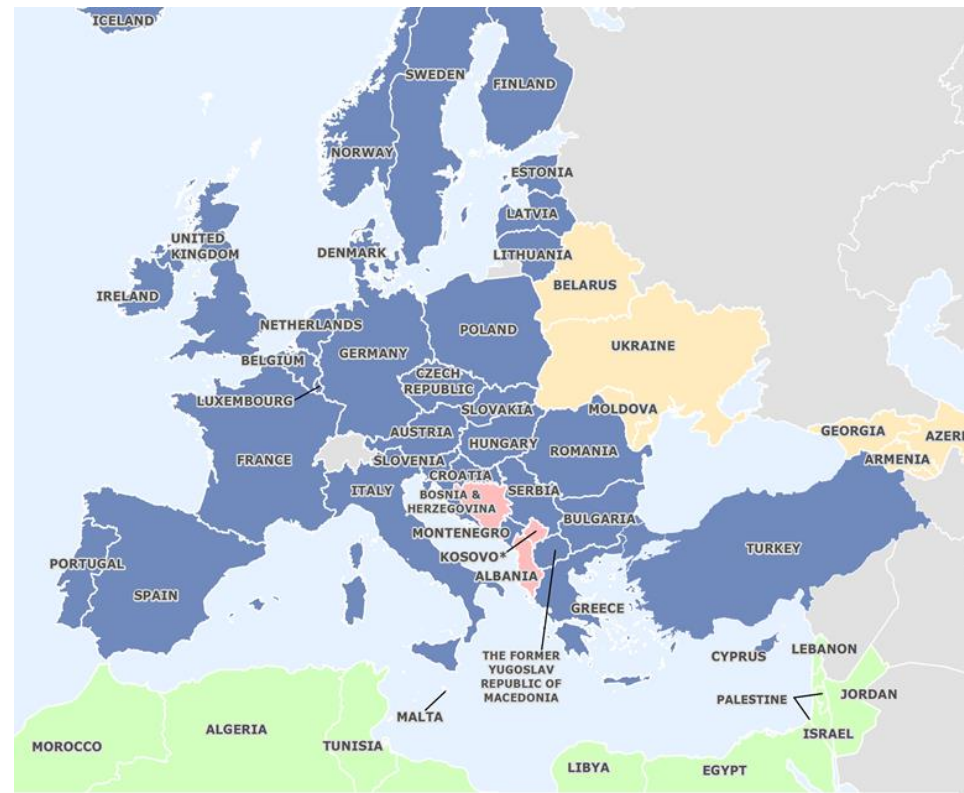 ICELAND
SWEDEN
FINLAND
NORWAY
ESTONIA
LATVIA
LITHUANIA
UNITED
KINGDOM
DENMARK
IRELAND
BELARUS
NETHERLANDS
POLAND
UKRAINE
BELGIUM
GERMANY
CZECH
REPUBLIC
LUXEMBOURG
SLOVAKIA
MOLDOVA
AUSTRIA
GEORGIA
AZERI
HUNGARY
ROMANIA
FRANCE
SLOVENIA
ARMENIA
CROATIA
ITALY
BOSNIA &
HERZEGOVINA
SERBIA
BULGARIA
MONTENEGRO
TURKEY
KOSOVO*
PORTUGAL
ALBANIA
SPAIN
GREECE
THE FORMER
YUGOSLAV
REPUBLIC OF
MACEDONIA
CYPRUS
LEBANON
PALESTINE
JORDAN
MALTA
ALGERIA
ISRAEL
MOROCCO
TUNISIA
LIBYA
EGYPT